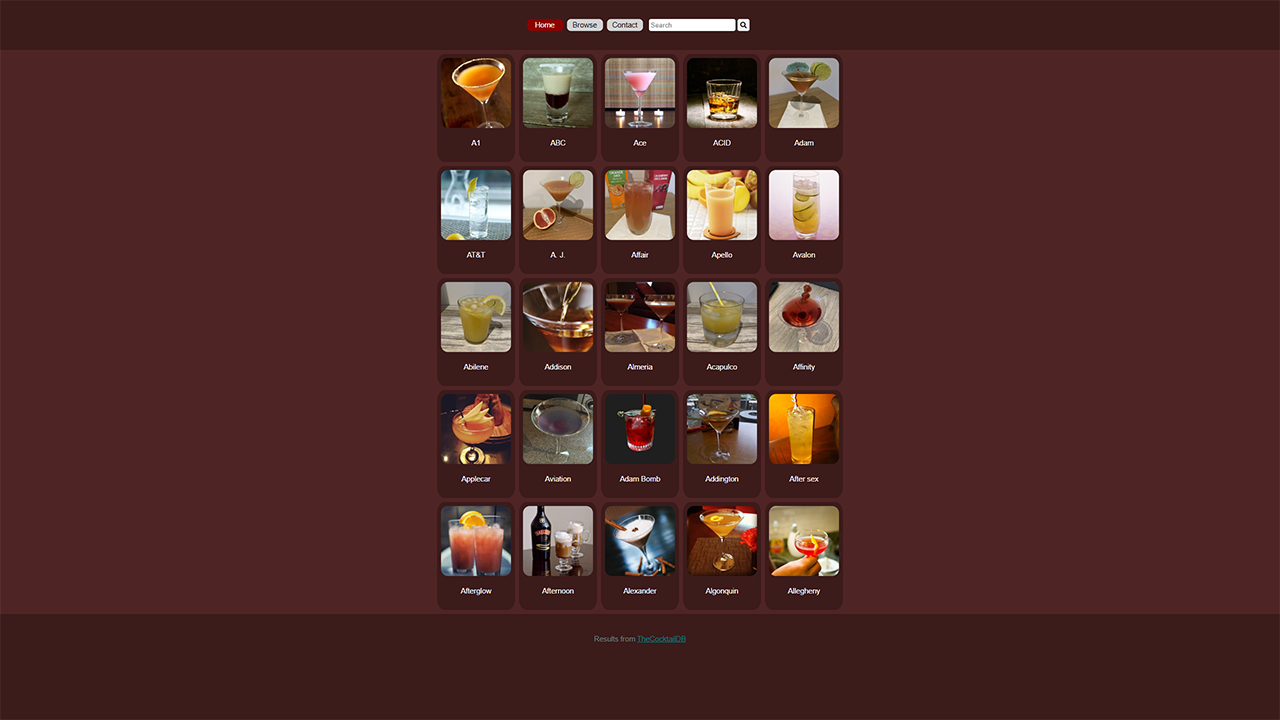 Home Browse Contact Search
A1 ABC Ace ACID Adam
AT&T A. J. Affair Apello Avalon
Abilene Addison Almeria Acapulco Affinity
Applecar Aviation Adam Bomb Addington After sex
Afterglow Afternoon Alexander Algonquin Allegheny
Results from TheCocktailDB